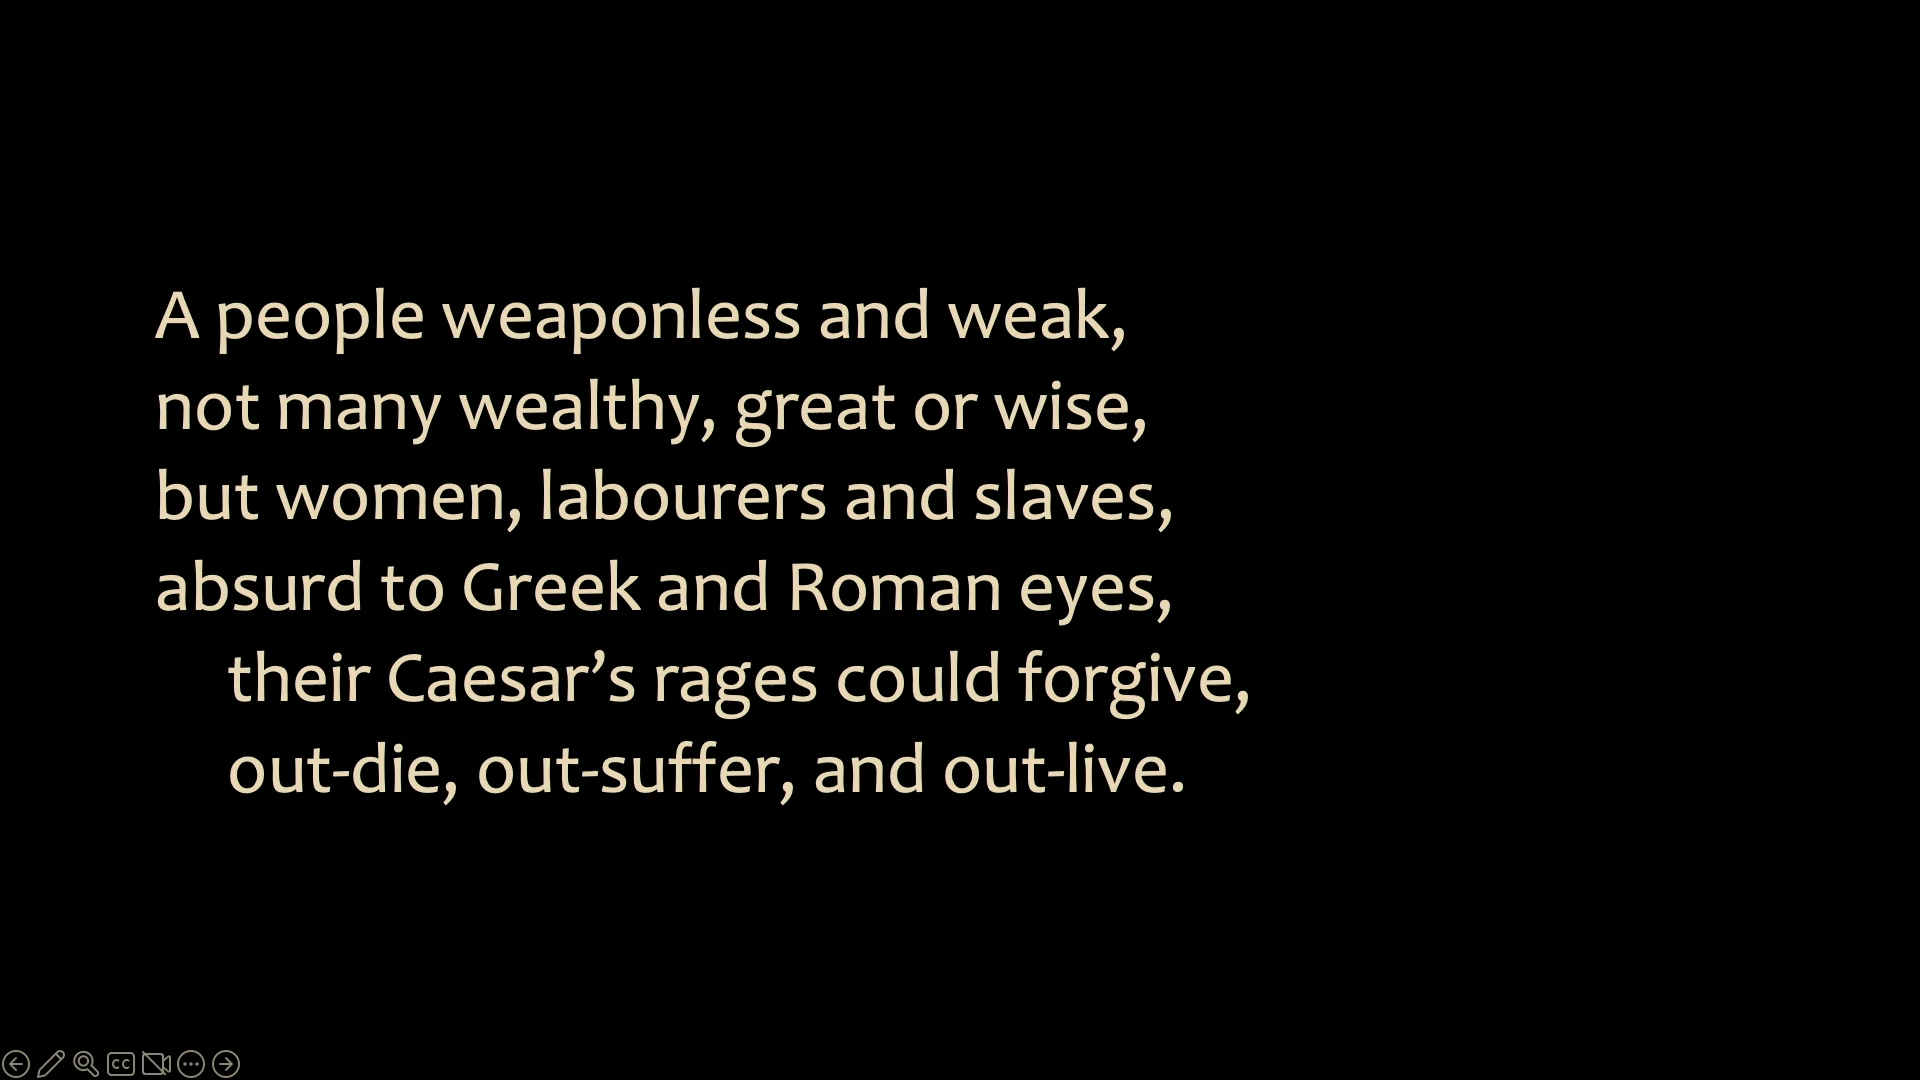 A people weaponless and weak,
not many wealthy, great or wise,
but women, labourers and slaves,
absurd to Greek and Roman eyes,
their Caesar’s rages could forgive,
out-die, out-suffer, and out-live.
CC